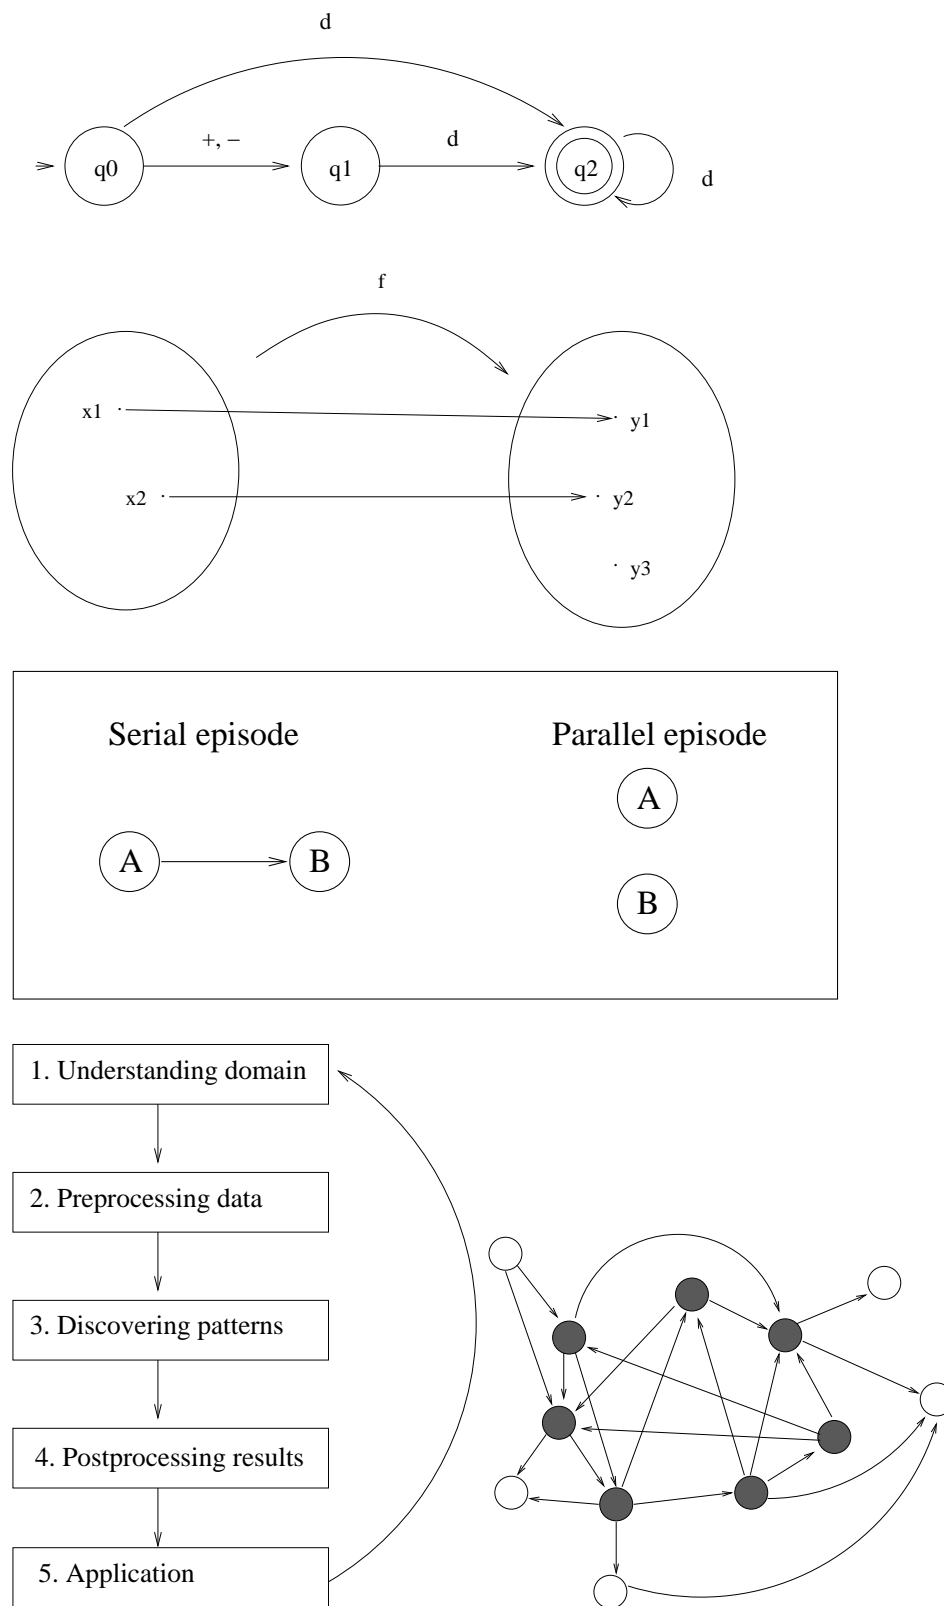 d
+, −
d
q0
q1
q2
d
f
x1
y1
x2
y2
y3
Serial episode
Parallel episode
A
A
B
B
1. Understanding domain
2. Preprocessing data
3. Discovering patterns
4. Postprocessing results
5. Application